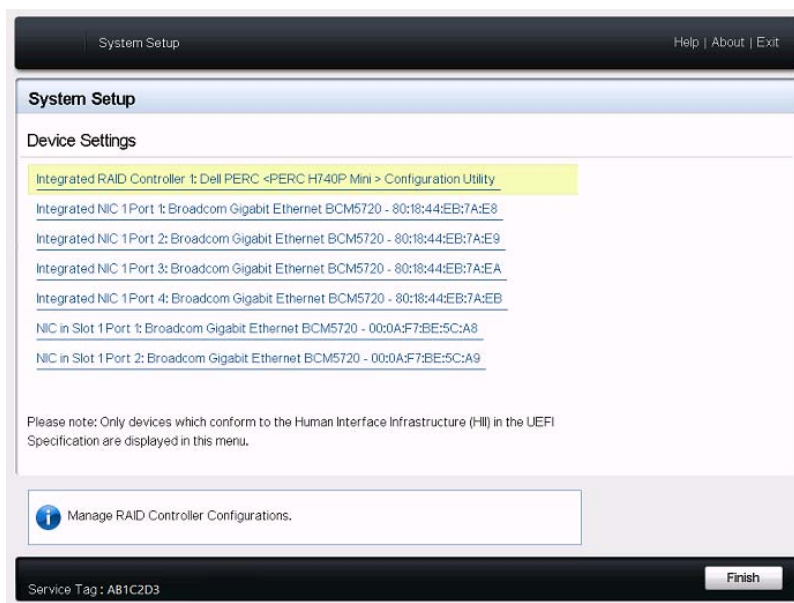 System Setup
Help | About | Exit
System Setup
Device Settings
Integrated RAID Controller 1: Dell PERC <PERC H740P Mini > Configuration Utility
Integrated NIC 1 Port 1: Broadcom Gigabit Ethernet BCM5720 - 80:18:44:EB:7A:E8
Integrated NIC 1 Port 2: Broadcom Gigabit Ethernet BCM5720 - 80:18:44:EB:7A:E9
Integrated NIC 1 Port 3: Broadcom Gigabit Ethernet BCM5720 - 80:18:44:EB:7A:EA
Integrated NIC 1 Port 4: Broadcom Gigabit Ethernet BCM5720 - 80:18:44:EB:7A:EB
NIC in Slot 1 Port 1: Broadcom Gigabit Ethernet BCM5720 - 00:0A:F7:BE:5C:A8
NIC in Slot 1 Port 2: Broadcom Gigabit Ethernet BCM5720 - 00:0A:F7:BE:5C:A9
Please note: Only devices which conform to the Human Interface Infrastructure (HII) in the UEFI
Specification are displayed in this menu.
Manage RAID Controller Configurations.
Service Tag : AB1C2D3
Finish